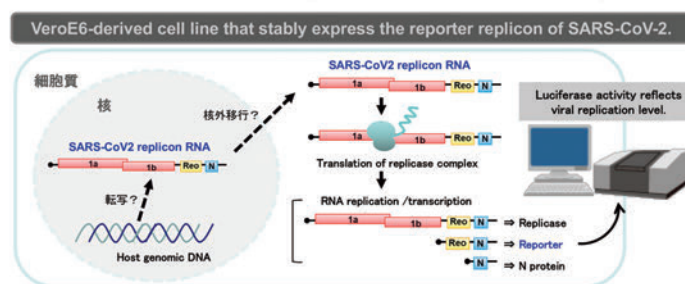 VeroE6-derived cell line that stably express the reporter replicon of SARS-CoV-2.
細胞質
核
SARS-CoV2 replicon RNA
1a
1b
Reo
N
転写?
Host genomic DNA
核外移行?
SARS-CoV2 replicon RNA
1a
1b
Reo
N
1a
1b
Reo
N
Translation of replicase complex
RNA replication /transcription
1a
1b
Reo
N
⇒ Replicase
Reo
N
⇒ Reporter
N
⇒ N protein
Luciferase activity reflects
viral replication level.